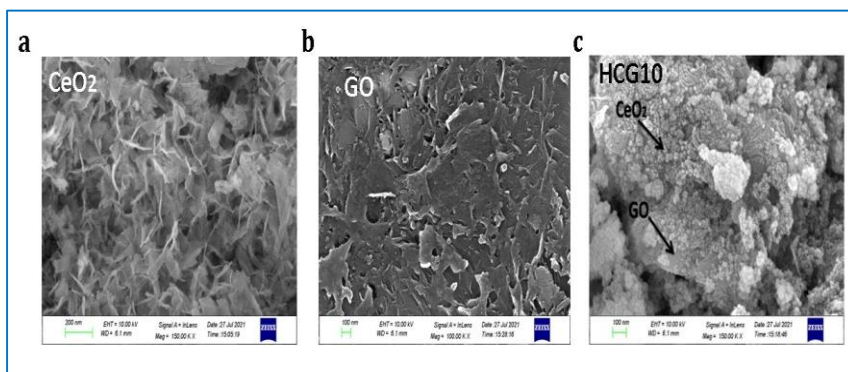 a
CeO₂
200 nm
EHT = 10.00 kV
WD = 6.1 mm
Signal A = InLens
Mag = 150.00 K X
Date :27 Jul 2021
Time :15:05:19
ZEISS
b
GO
100 nm
EHT = 10.00 kV
WD = 6.1 mm
Signal A = InLens
Mag = 100.00 K X
Date :27 Jul 2021
Time :15:28:16
ZEISS
c
HCG10
CeO₂
GO
100 nm
EHT = 10.00 kV
WD = 6.1 mm
Signal A = InLens
Mag = 150.00 K X
Date :27 Jul 2021
Time :15:18:46
ZEISS